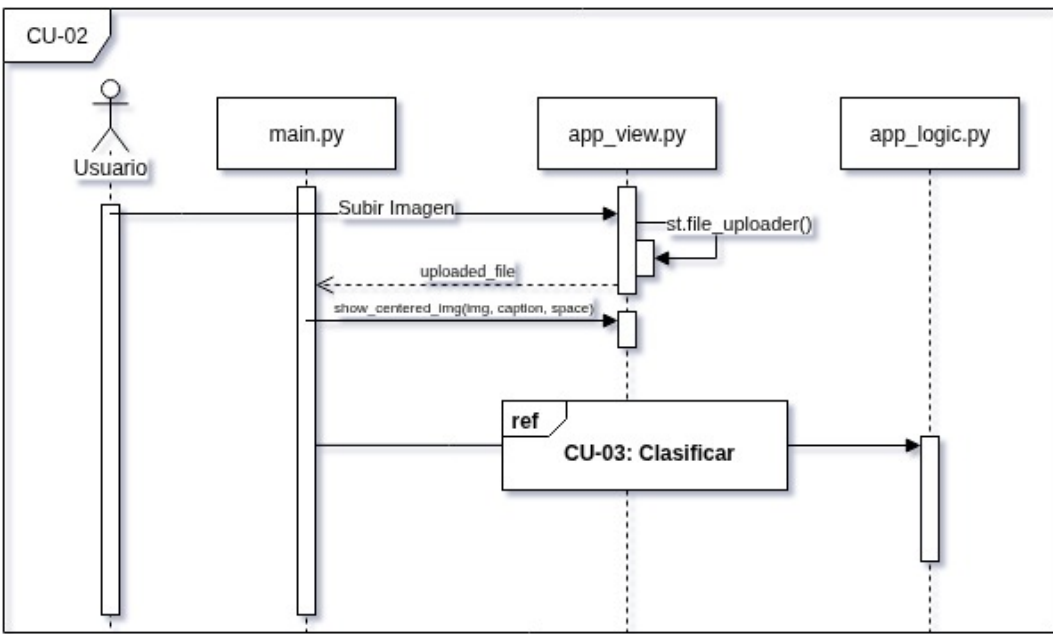 CU-02
Usuario
main.py
app_view.py
app_logic.py
Subir Imagen
st.file_uploader()
uploaded_file
show_centered_img(img, caption, space)
ref
CU-03: Clasificar